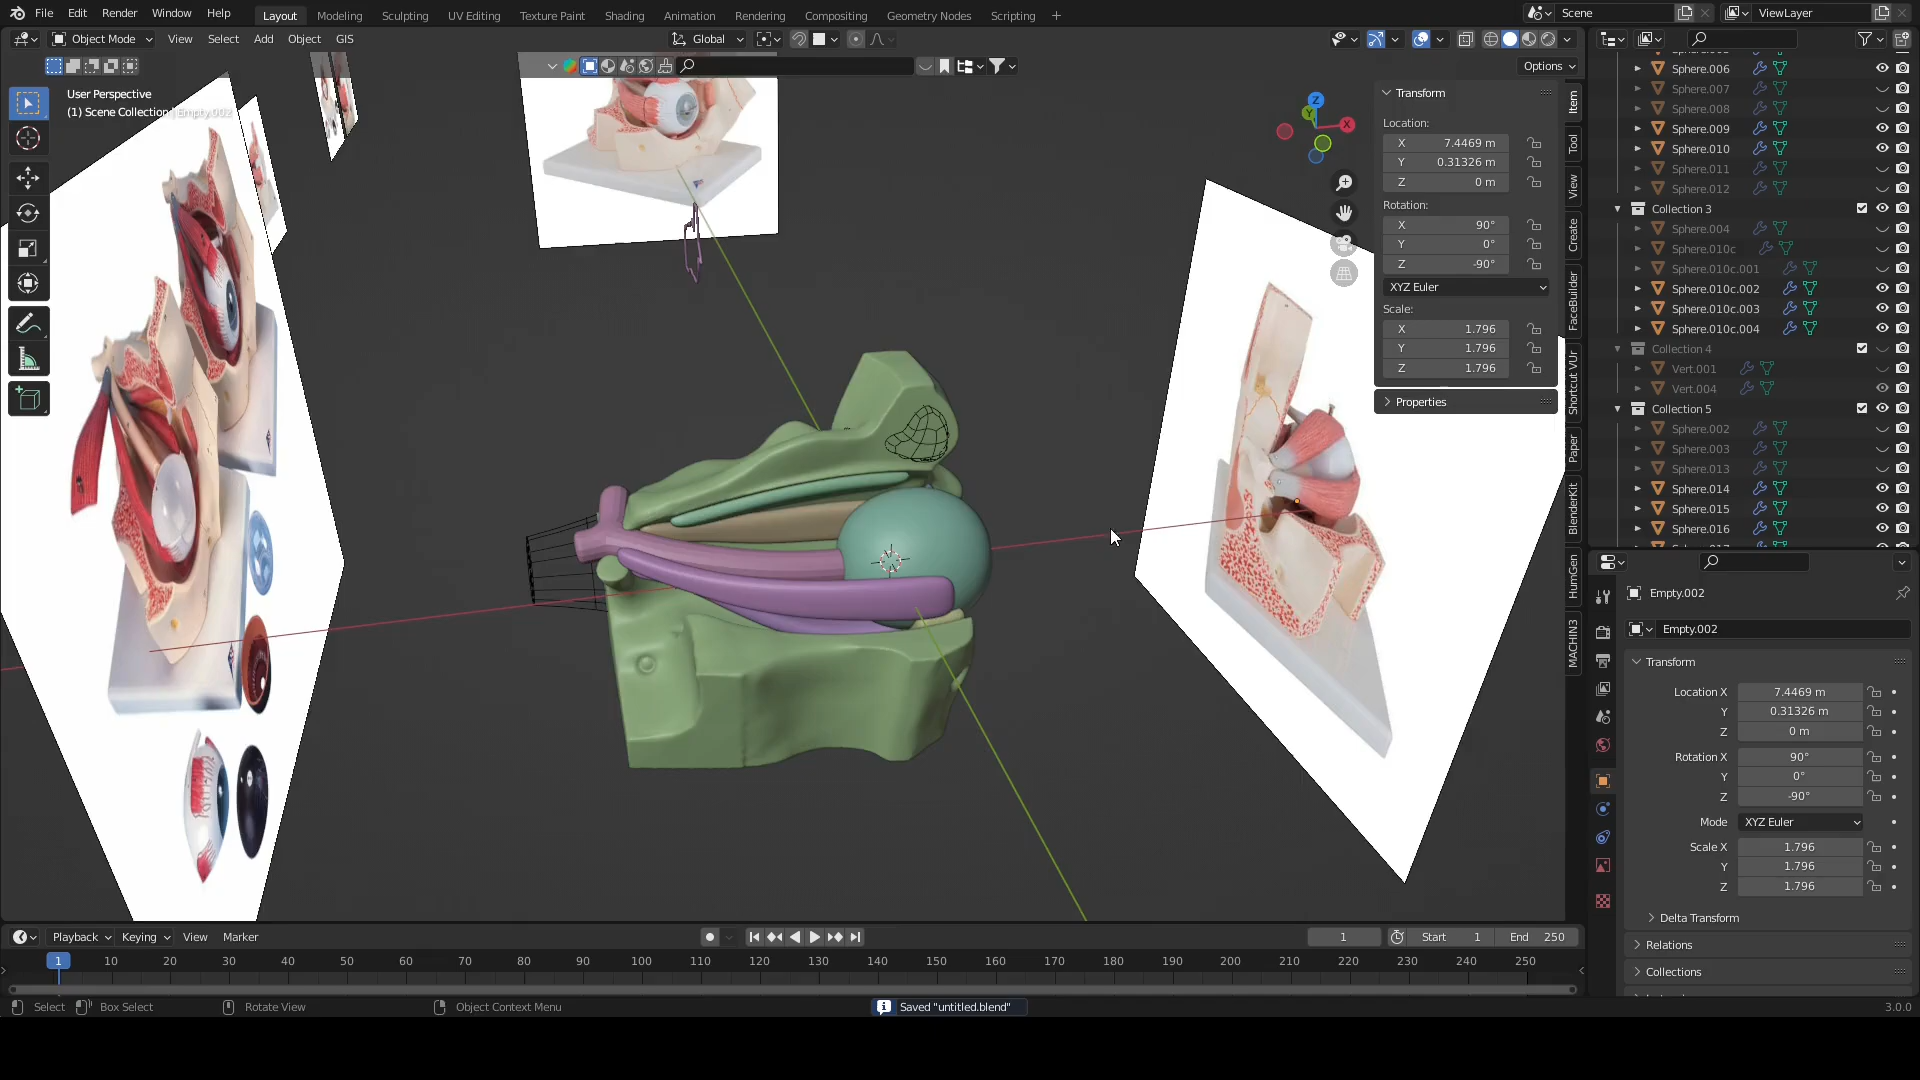 File Edit Render Window Help Layout Modeling Sculpting UV Editing Texture Paint Shading Animation Rendering Compositing Geometry Nodes Scripting + Scene ViewLayer
Object Mode View Select Add Object GIS Global
Options
User Perspective
(1) Scene Collection | Empty.002
Transform
Location:
X 7.4469 m
Y 0.31326 m
Z 0 m
Rotation:
X 90°
Y 0°
Z -90°
XYZ Euler
Scale:
X 1.796
Y 1.796
Z 1.796
Properties
Z
Y
X
Item
Tool
View
Create
FaceBuilder
Shortcut VUr
Paper
BlenderKit
HumGen
MACHIN3
Sphere.006
Sphere.007
Sphere.008
Sphere.009
Sphere.010
Sphere.011
Sphere.012
Collection 3
Sphere.004
Sphere.010c
Sphere.010c.001
Sphere.010c.002
Sphere.010c.003
Sphere.010c.004
Collection 4
Vert.001
Vert.004
Collection 5
Sphere.002
Sphere.003
Sphere.013
Sphere.014
Sphere.015
Sphere.016
Empty.002
Empty.002
Transform
Location X 7.4469 m
Y 0.31326 m
Z 0 m
Rotation X 90°
Y 0°
Z -90°
Mode XYZ Euler
Scale X 1.796
Y 1.796
Z 1.796
Delta Transform
Relations
Collections
Playback Keying View Marker 1 Start 1 End 250
1 10 20 30 40 50 60 70 80 90 100 110 120 130 140 150 160 170 180 190 200 210 220 230 240 250
Select Box Select Rotate View Object Context Menu Saved "untitled.blend" 3.0.0